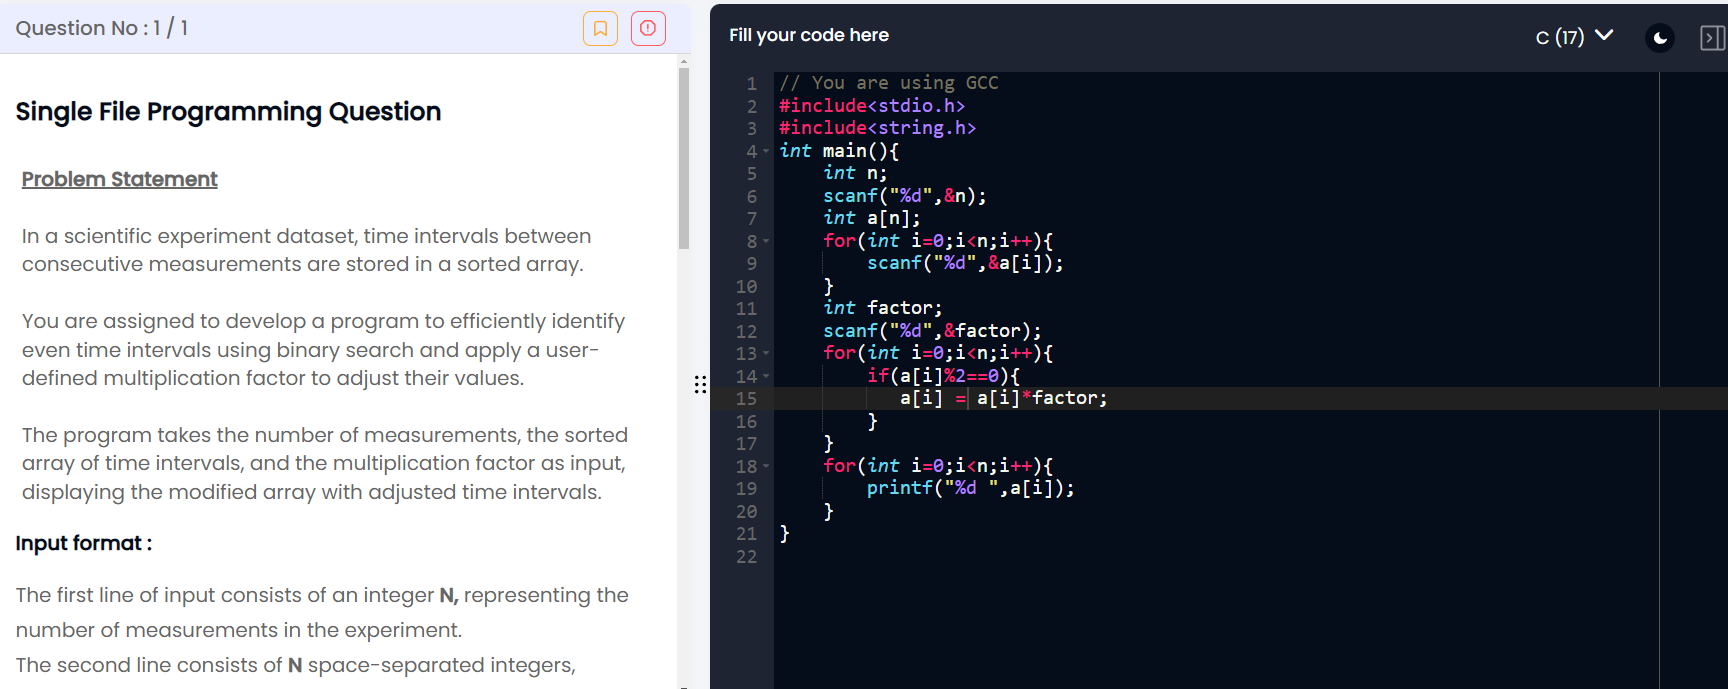 Question No : 1 / 1
Single File Programming Question
Problem Statement
In a scientific experiment dataset, time intervals between
consecutive measurements are stored in a sorted array.
You are assigned to develop a program to efficiently identify
even time intervals using binary search and apply a user-
defined multiplication factor to adjust their values.
The program takes the number of measurements, the sorted
array of time intervals, and the multiplication factor as input,
displaying the modified array with adjusted time intervals.
Input format :
The first line of input consists of an integer N, representing the
number of measurements in the experiment.
The second line consists of N space-separated integers,
Fill your code here
C (17)
1 // You are using GCC
2 #include<stdio.h>
3 #include<string.h>
4 int main(){
5     int n;
6     scanf("%d",&n);
7     int a[n];
8     for(int i=0;i<n;i++){
9         scanf("%d",&a[i]);
10     }
11     int factor;
12     scanf("%d",&factor);
13     for(int i=0;i<n;i++){
14         if(a[i]%2==0){
15            a[i] = a[i]*factor;
16         }
17     }
18     for(int i=0;i<n;i++){
19         printf("%d ",a[i]);
20     }
21 }
22